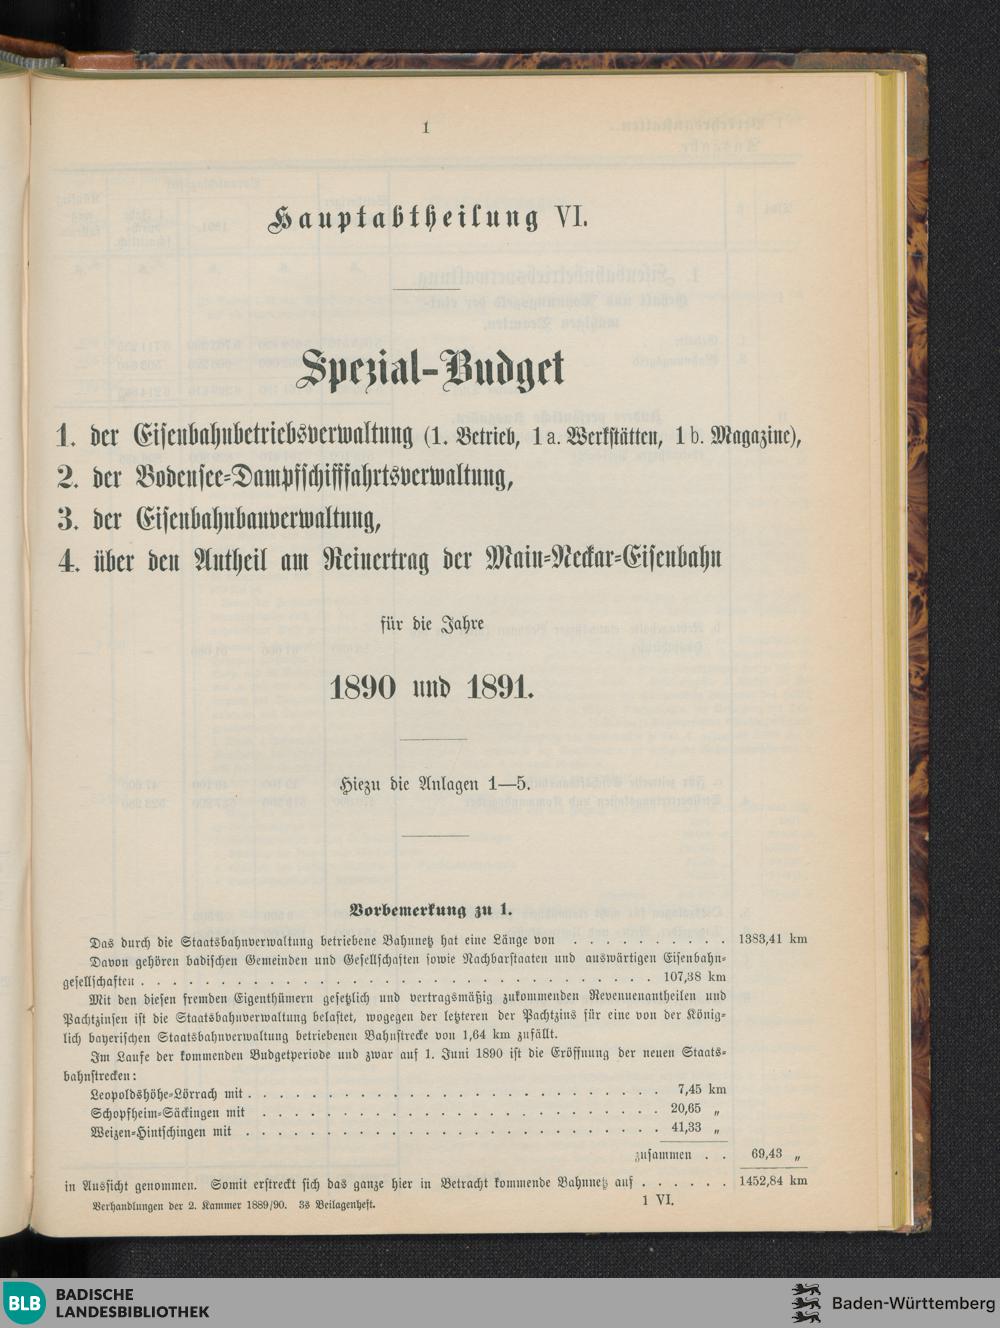 1
Hauptabtheilung VI.
Spezial-Budget
1. der Eisenbahnbetriebsverwaltung (1. Betrieb, 1a. Werkstätten, 1b. Magazine),
2. der Bodensee-Dampfschifffahrtsverwaltung,
3. der Eisenbahnbauverwaltung,
4. über den Antheil am Reinertrag der Main-Neckar-Eisenbahn
für die Jahre
1890 und 1891.
Hiezu die Anlagen 1—5.
Vorbemerkung zu 1.
Das durch die Staatsbahnverwaltung betriebene Bahnnetz hat eine Länge von . . . . . . . . . . 1383,41 km
Davon gehören badischen Gemeinden und Gesellschaften sowie Nachbarstaaten und auswärtigen Eisenbahn-
gesellschaften . . . . . . . . . . . . . . . . . . . . . . . . . . . . . . . . 107,38 km
Mit den diesen fremden Eigenthümern gesetzlich und vertragsmäßig zukommenden Revenuenantheilen und
Pachtzinsen ist die Staatsbahnverwaltung belastet, wogegen der letzteren der Pachtzins für eine von der König-
lich bayerischen Staatsbahnverwaltung betriebenen Bahnstrecke von 1,64 km zufällt.
Im Laufe der kommenden Budgetperiode und zwar auf 1. Juni 1890 ist die Eröffnung der neuen Staats-
bahnstrecken:
Leopoldshöhe-Lörrach mit . . . . . . . . . . . . . . . . . . . . . . . . . . 7,45 km
Schopfheim-Säckingen mit . . . . . . . . . . . . . . . . . . . . . . . . . 20,65 „
Weizen-Hintschingen mit . . . . . . . . . . . . . . . . . . . . . . . . . . 41,33 „
zusammen . . 69,43 „
in Aussicht genommen. Somit erstreckt sich das ganze hier in Betracht kommende Bahnnetz auf . . . . . . 1452,84 km
Verhandlungen der 2. Kammer 1889/90. 3s Beilagenheft. 1 VI.
BLB BADISCHE
LANDESBIBLIOTHEK
Baden-Württemberg